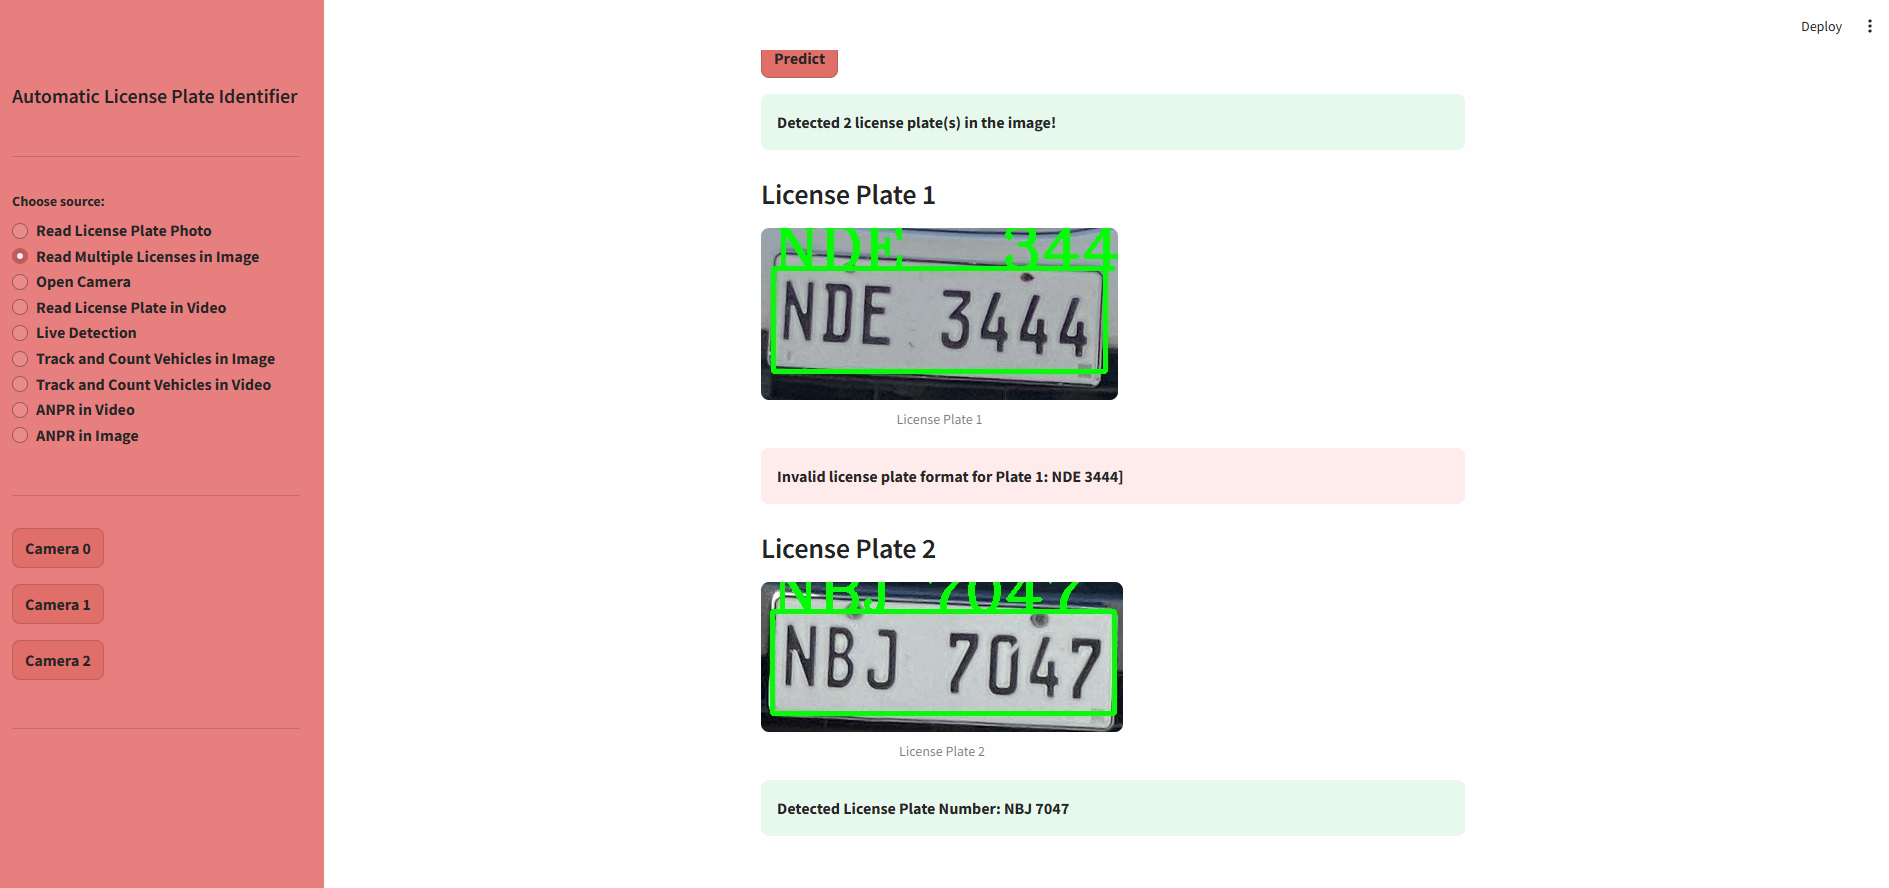 Deploy
Automatic License Plate Identifier
Choose source:
Read License Plate Photo
Read Multiple Licenses in Image
Open Camera
Read License Plate in Video
Live Detection
Track and Count Vehicles in Image
Track and Count Vehicles in Video
ANPR in Video
ANPR in Image
Camera 0
Camera 1
Camera 2
Predict
Detected 2 license plate(s) in the image!
License Plate 1
NDE 344
NDE 3444
License Plate 1
Invalid license plate format for Plate 1: NDE 3444]
License Plate 2
NBJ 7047
NBJ 7047
License Plate 2
Detected License Plate Number: NBJ 7047